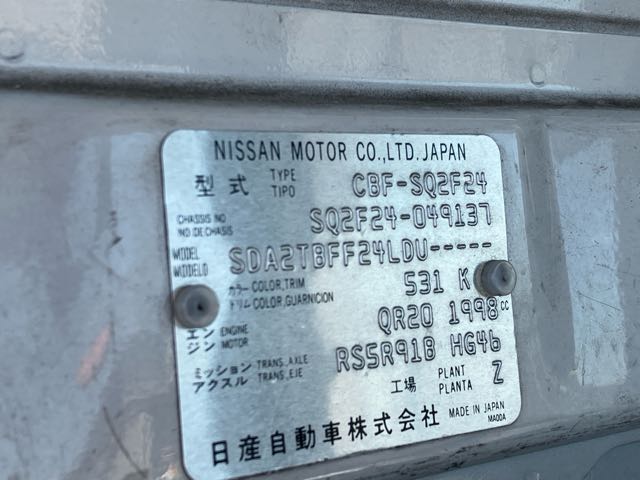 NISSAN MOTOR CO.,LTD. JAPAN
型式 TYPE TIPO CBF-SQ2F24
CHASSIS NO NO IDE CHASIS SQ2F24-049137
MODEL MODELO SDA2TBFF24LDU-----
カラー COLOR,TRIM トリム COLOR,GUARNICION 531 K
エンジン ENGINE MOTOR QR20 1998 cc
ミッション TRANS,AXLE アクスル TRANS,EJE RS5R91B HG46
工場 PLANT PLANTA Z
日産自動車株式会社 MADE IN JAPAN
MA00A